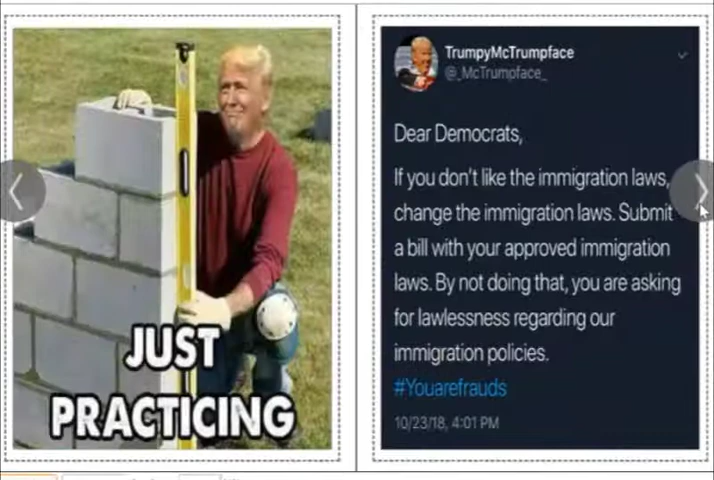 JUST
PRACTICING
TrumpyMcTrumpface
@_McTrumpface_
Dear Democrats,
If you don't like the immigration laws,
change the immigration laws. Submit
a bill with your approved immigration
laws. By not doing that, you are asking
for lawlessness regarding our
immigration policies.
#Youarefrauds
10/23/18, 4:01 PM